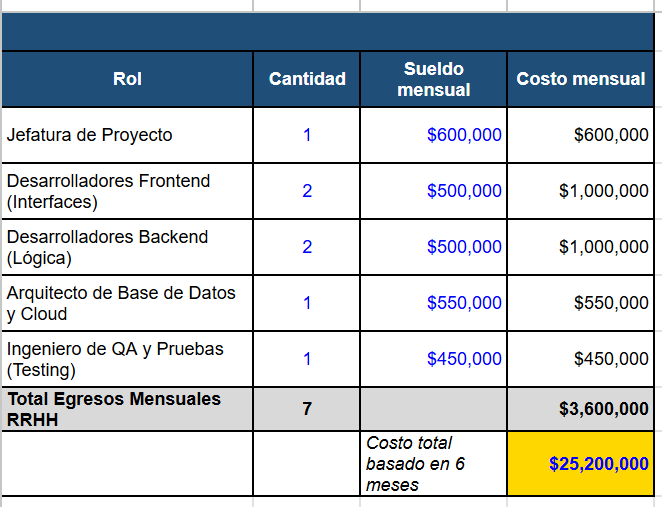 Rol Cantidad Sueldo mensual Costo mensual
Jefatura de Proyecto 1 $600,000 $600,000
Desarrolladores Frontend (Interfaces) 2 $500,000 $1,000,000
Desarrolladores Backend (Lógica) 2 $500,000 $1,000,000
Arquitecto de Base de Datos y Cloud 1 $550,000 $550,000
Ingeniero de QA y Pruebas (Testing) 1 $450,000 $450,000
Total Egresos Mensuales RRHH 7 $3,600,000
Costo total basado en 6 meses $25,200,000